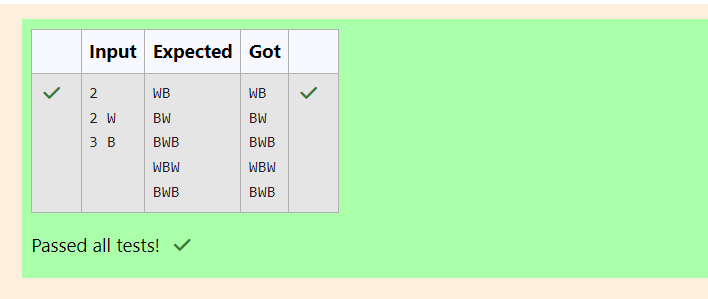 Input Expected Got
2 WB WB
2 W BW BW
3 B BWB BWB
WBW WBW
BWB BWB
Passed all tests!